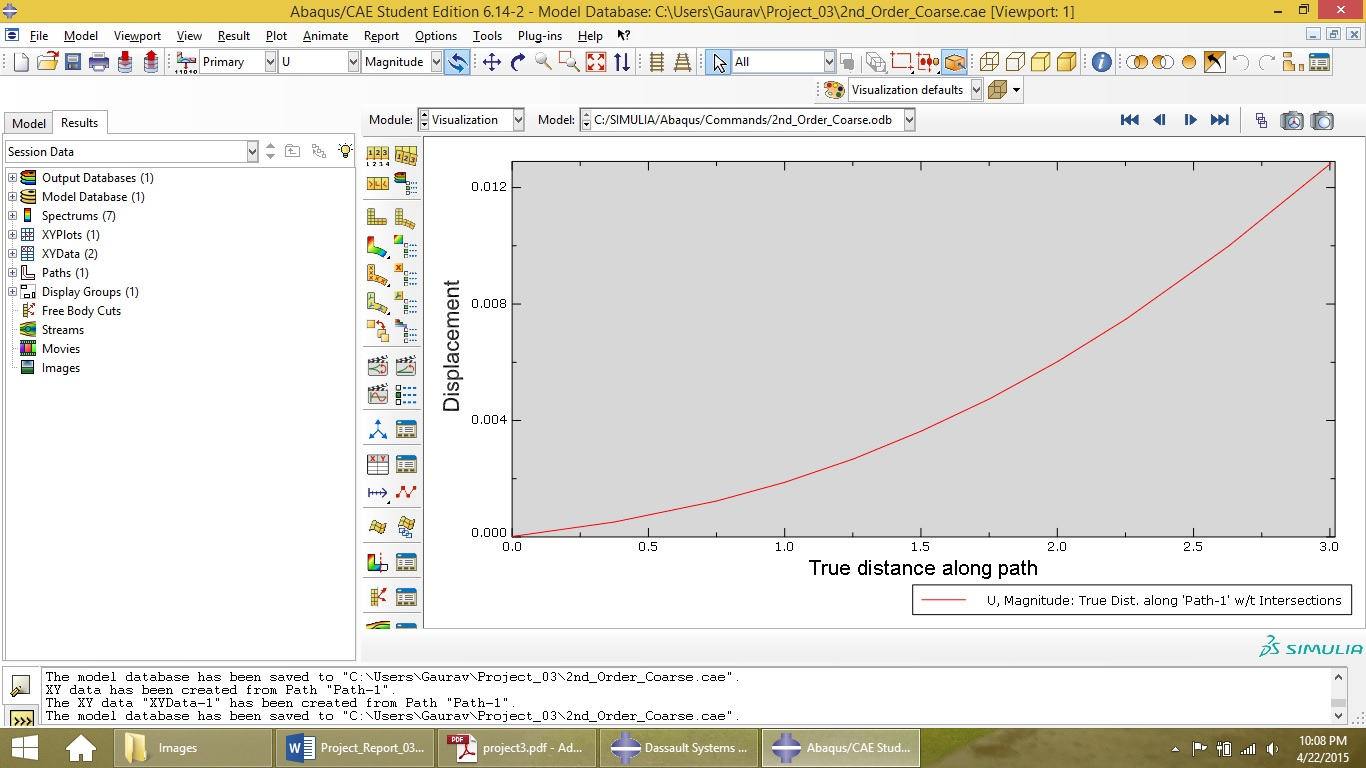 Abaqus/CAE Student Edition 6.14-2 - Model Database: C:\Users\Gaurav\Project_03\2nd_Order_Coarse.cae [Viewport: 1]
File Model Viewport View Result Plot Animate Report Options Tools Plug-ins Help
Primary U Magnitude All
Visualization defaults
Model Results
Module: Visualization Model: C:/SIMULIA/Abaqus/Commands/2nd_Order_Coarse.odb
Session Data
Output Databases (1)
Model Database (1)
Spectrums (7)
XYPlots (1)
XYData (2)
Paths (1)
Display Groups (1)
Free Body Cuts
Streams
Movies
Images
Displacement
0.012
0.008
0.004
0.000
0.0 0.5 1.0 1.5 2.0 2.5 3.0
True distance along path
U, Magnitude: True Dist. along 'Path-1' w/t Intersections
SIMULIA
The model database has been saved to "C:\Users\Gaurav\Project_03\2nd_Order_Coarse.cae".
XY data has been created from Path "Path-1".
The XY data "XYData-1" has been created from Path "Path-1".
The model database has been saved to "C:\Users\Gaurav\Project_03\2nd_Order_Coarse.cae".
Images Project_Report_03... project3.pdf - Ad... Dassault Systems ... Abaqus/CAE Stud...
10:08 PM
4/22/2015